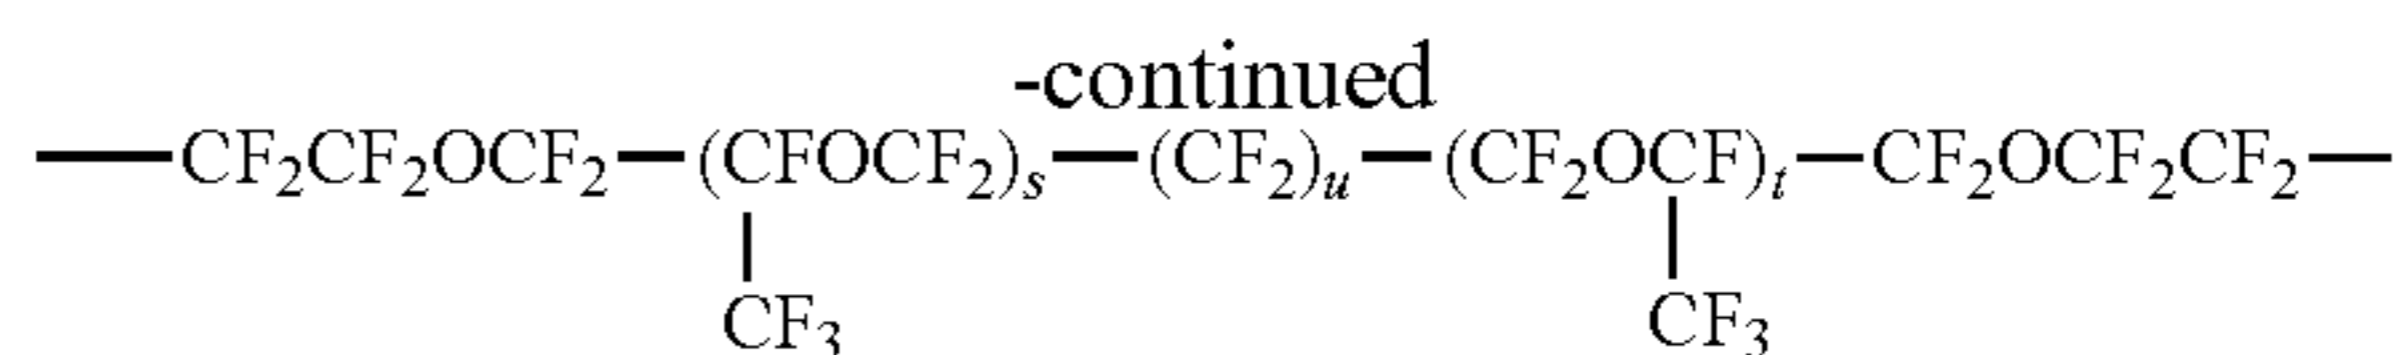 -continued
—CF₂CF₂OCF₂—(CFOCF₂)ₛ—(CF₂)ᵤ—(CF₂OCF)ₜ—CF₂OCF₂CF₂—
CF₃ CF₃